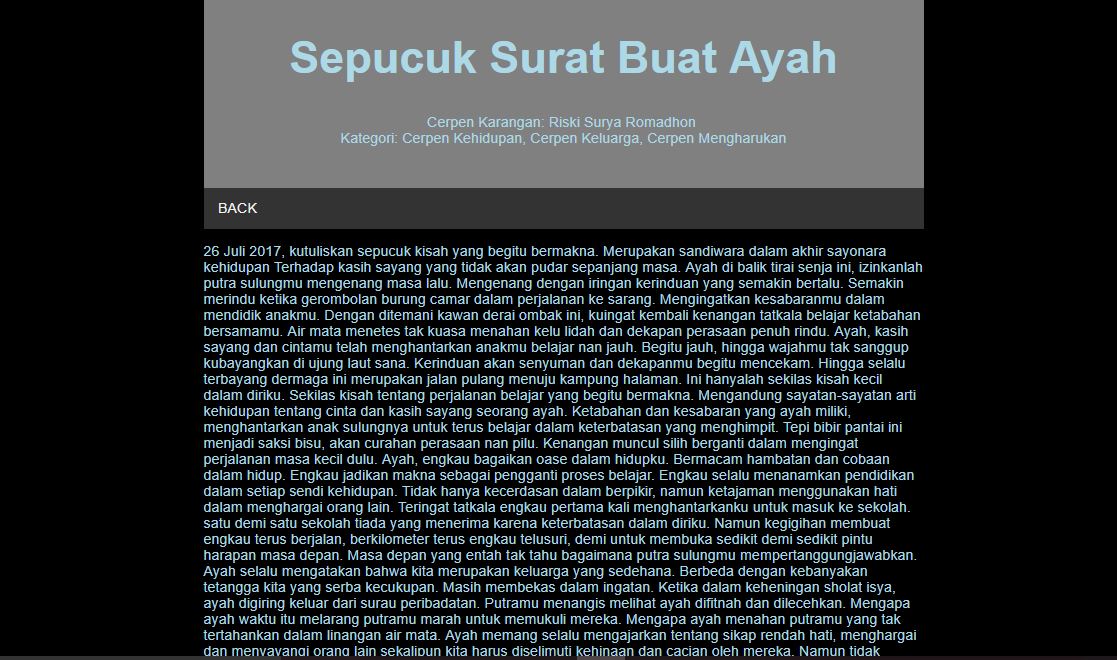 Sepucuk Surat Buat Ayah
Cerpen Karangan: Riski Surya Romadhon
Kategori: Cerpen Kehidupan, Cerpen Keluarga, Cerpen Mengharukan
BACK
26 Juli 2017, kutuliskan sepucuk kisah yang begitu bermakna. Merupakan sandiwara dalam akhir sayonara
kehidupan Terhadap kasih sayang yang tidak akan pudar sepanjang masa. Ayah di balik tirai senja ini, izinkanlah
putra sulungmu mengenang masa lalu. Mengenang dengan iringan kerinduan yang semakin bertalu. Semakin
merindu ketika gerombolan burung camar dalam perjalanan ke sarang. Mengingatkan kesabaranmu dalam
mendidik anakmu. Dengan ditemani kawan derai ombak ini, kuingat kembali kenangan tatkala belajar ketabahan
bersamamu. Air mata menetes tak kuasa menahan kelu lidah dan dekapan perasaan penuh rindu. Ayah, kasih
sayang dan cintamu telah menghantarkan anakmu belajar nan jauh. Begitu jauh, hingga wajahmu tak sanggup
kubayangkan di ujung laut sana. Kerinduan akan senyuman dan dekapanmu begitu mencekam. Hingga selalu
terbayang dermaga ini merupakan jalan pulang menuju kampung halaman. Ini hanyalah sekilas kisah kecil
dalam diriku. Sekilas kisah tentang perjalanan belajar yang begitu bermakna. Mengandung sayatan-sayatan arti
kehidupan tentang cinta dan kasih sayang seorang ayah. Ketabahan dan kesabaran yang ayah miliki,
menghantarkan anak sulungnya untuk terus belajar dalam keterbatasan yang menghimpit. Tepi bibir pantai ini
menjadi saksi bisu, akan curahan perasaan nan pilu. Kenangan muncul silih berganti dalam mengingat
perjalanan masa kecil dulu. Ayah, engkau bagaikan oase dalam hidupku. Bermacam hambatan dan cobaan
dalam hidup. Engkau jadikan makna sebagai pengganti proses belajar. Engkau selalu menanamkan pendidikan
dalam setiap sendi kehidupan. Tidak hanya kecerdasan dalam berpikir, namun ketajaman menggunakan hati
dalam menghargai orang lain. Teringat tatkala engkau pertama kali menghantarkanku untuk masuk ke sekolah.
satu demi satu sekolah tiada yang menerima karena keterbatasan dalam diriku. Namun kegigihan membuat
engkau terus berjalan, berkilometer terus engkau telusuri, demi untuk membuka sedikit demi sedikit pintu
harapan masa depan. Masa depan yang entah tak tahu bagaimana putra sulungmu mempertanggungjawabkan.
Ayah selalu mengatakan bahwa kita merupakan keluarga yang sedehana. Berbeda dengan kebanyakan
tetangga kita yang serba kecukupan. Masih membekas dalam ingatan. Ketika dalam keheningan sholat isya,
ayah digiring keluar dari surau peribadatan. Putramu menangis melihat ayah difitnah dan dilecehkan. Mengapa
ayah waktu itu melarang putramu marah untuk memukuli mereka. Mengapa ayah menahan putramu yang tak
tertahankan dalam linangan air mata. Ayah memang selalu mengajarkan tentang sikap rendah hati, menghargai
dan menyayangi orang lain sekalipun kita harus diselimuti kehinaan dan cacian oleh mereka. Namun tidak